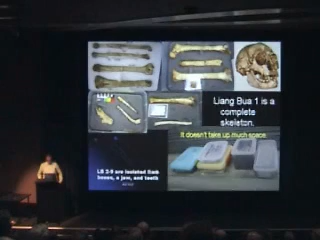 Liang Bua 1 is a
complete
skeleton.
It doesn't take up much space
LB 2-9 are isolated limb
bones, a jaw, and teeth